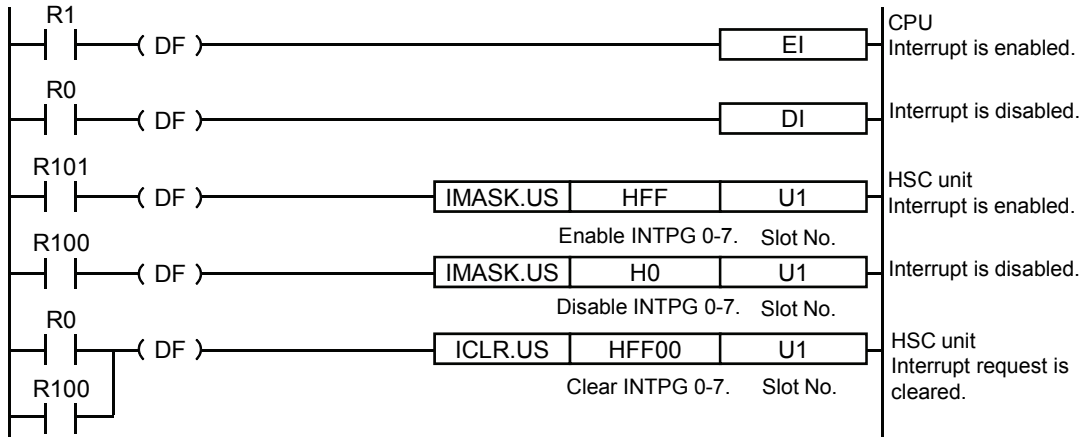 R1
( DF )
EI
CPU
Interrupt is enabled.
R0
( DF )
DI
Interrupt is disabled.
R101
( DF )
IMASK.US HFF U1
HSC unit
Interrupt is enabled.
Enable INTPG 0-7. Slot No.
R100
( DF )
IMASK.US H0 U1
Interrupt is disabled.
Disable INTPG 0-7. Slot No.
R0
( DF )
ICLR.US HFF00 U1
HSC unit
Interrupt request is
cleared.
Clear INTPG 0-7. Slot No.
R100